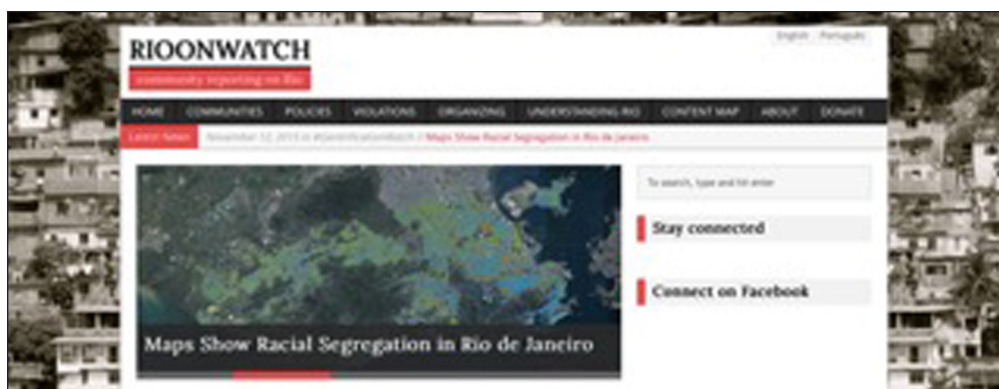 RIOONWATCH
English Português
community reporting on Rio
HOME COMMUNITIES POLICIES VIOLATIONS ORGANIZING UNDERSTANDING RIO CONTENT MAP ABOUT DONATE
Latest News November 12, 2015 in #GentrificationWatch / Maps Show Racial Segregation in Rio de Janeiro
To search, type and hit enter
Stay connected
Connect on Facebook
Maps Show Racial Segregation in Rio de Janeiro